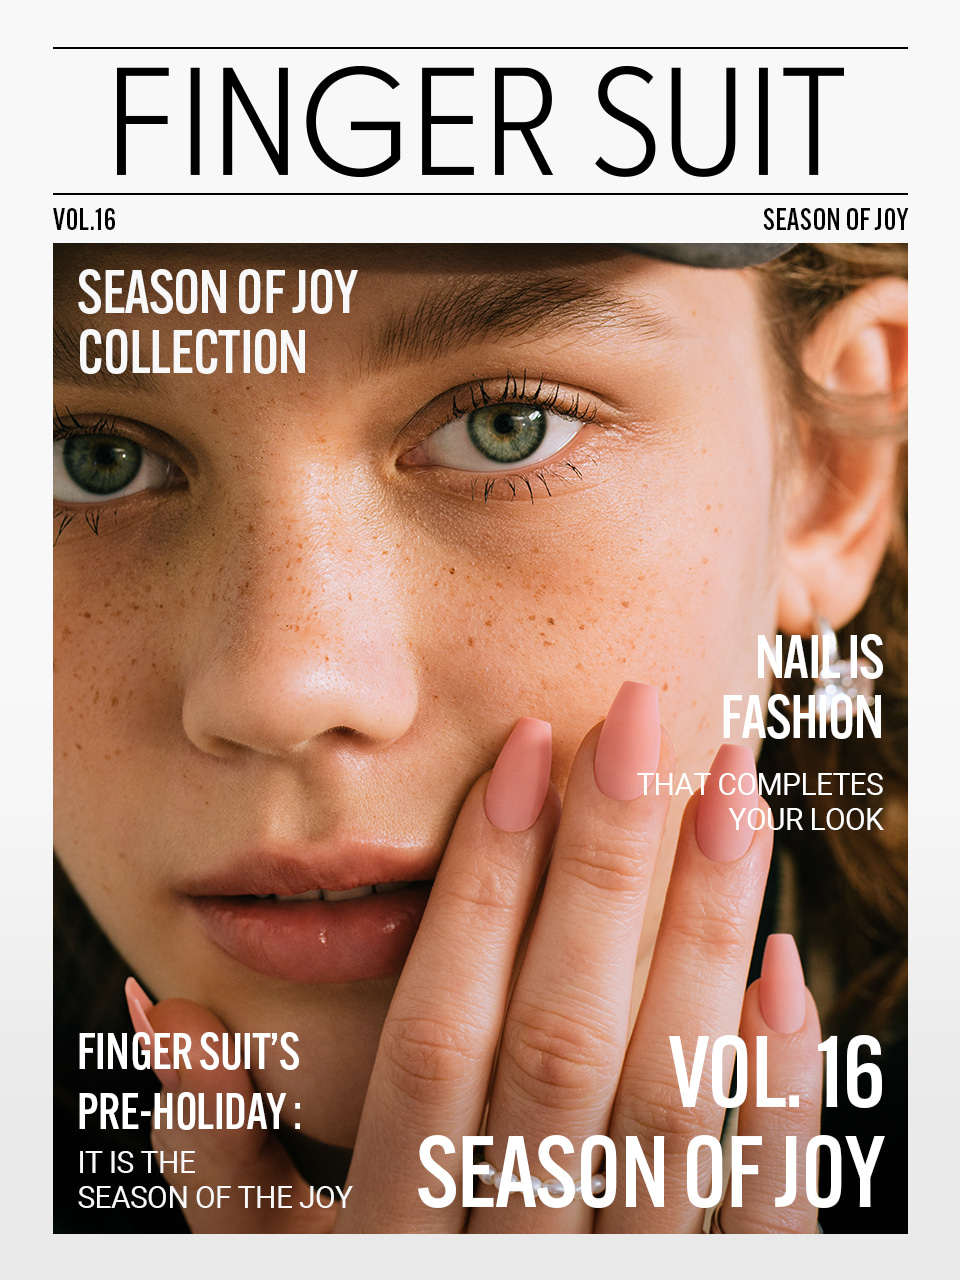 FINGER SUIT
VOL.16
SEASON OF JOY
SEASON OF JOY
COLLECTION
NAIL IS
FASHION
THAT COMPLETES
YOUR LOOK
FINGER SUIT'S
PRE-HOLIDAY :
IT IS THE
SEASON OF THE JOY
VOL. 16
SEASON OF JOY